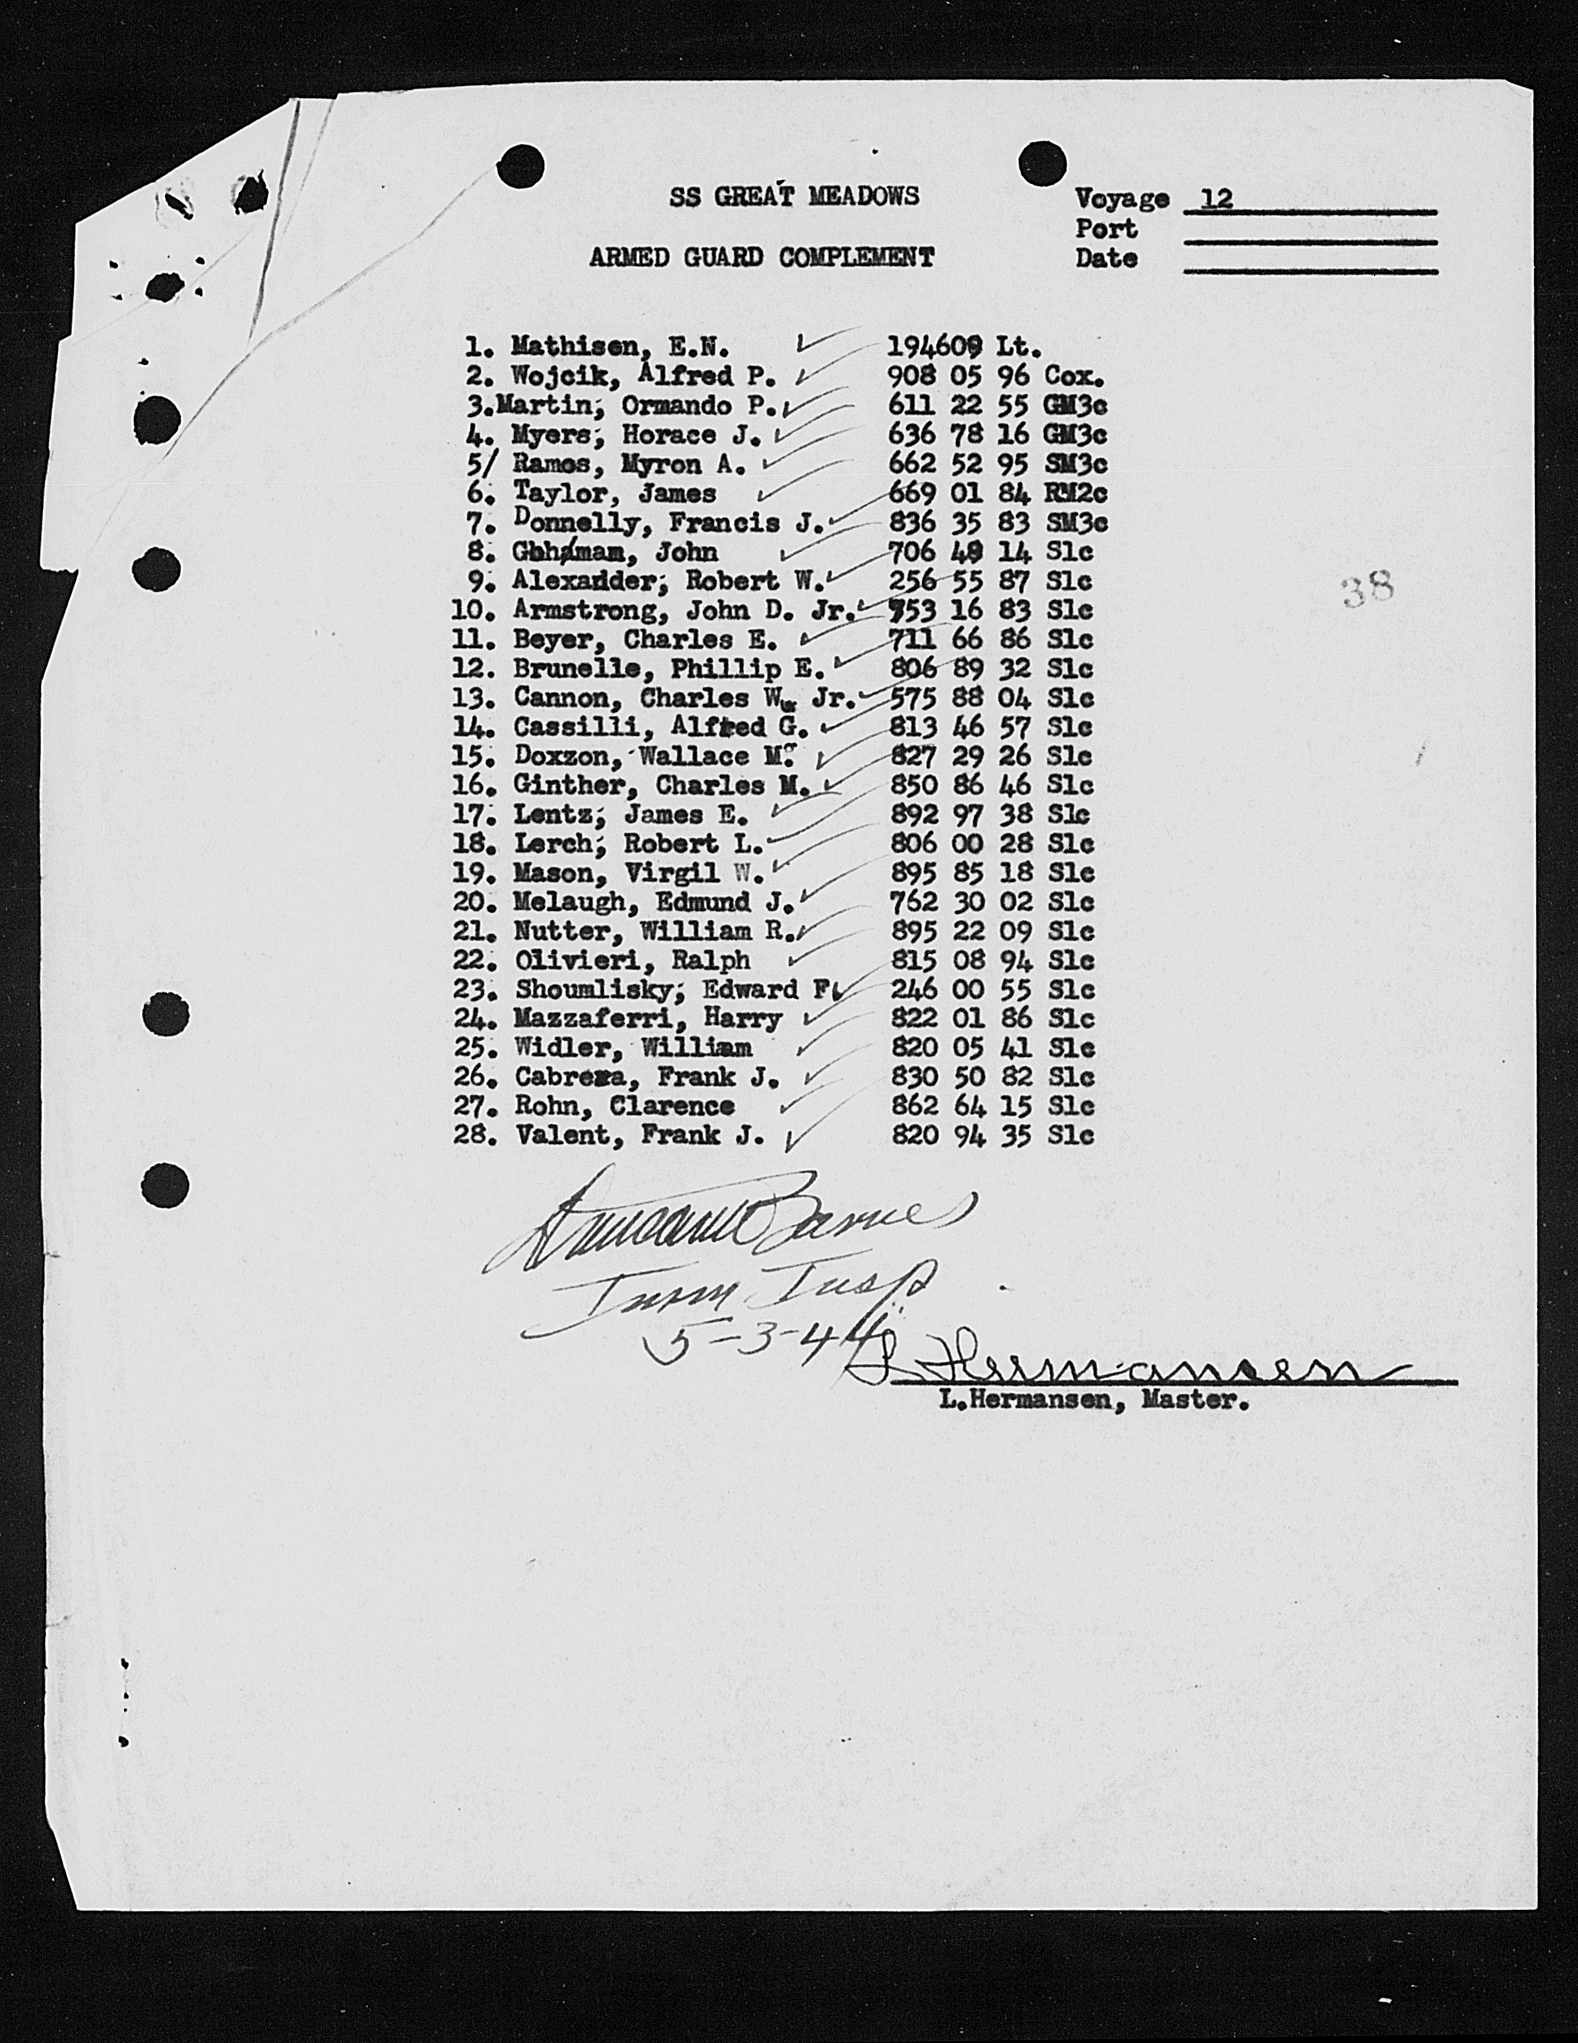 SS GREAT MEADOWS
Voyage 12
Port
ARMED GUARD COMPLEMENT
Date
1. Mathisen, E.N. 194609 Lt.
2. Wojcik, Alfred P. 908 05 96 Cox.
3.Martin, Ormando P. 611 22 55 GM3c
4. Myers, Horace J. 636 78 16 GM3c
5/ Ramos, Myron A. 662 52 95 SM3c
6. Taylor, James 669 01 84 RM2c
7. Donnelly, Francis J. 836 35 83 SM3c
8. John 706 48 14 S1c
9. Alexander, Robert W. 256 55 87 S1c
10. Armstrong, John D. Jr. 753 16 83 S1c
11. Beyer, Charles E. 711 66 86 S1c
12. Brunelle, Phillip E. 806 89 32 S1c
13. Cannon, Charles W. Jr. 575 88 04 S1c
14. Cassilli, Alfred G. 813 46 57 S1c
15. Doxzon, Wallace M. 827 29 26 S1c
16. Ginther, Charles M. 850 86 46 S1c
17. Lentz, James E. 892 97 38 S1c
18. Lerch, Robert L. 806 00 28 S1c
19. Mason, Virgil W. 895 85 18 S1c
20. Melaugh, Edmund J. 762 30 02 S1c
21. Nutter, William R. 895 22 09 S1c
22. Olivieri, Ralph 815 08 94 S1c
23. Shoumlisky, Edward F. 246 00 55 S1c
24. Mazzaferri, Harry 822 01 86 S1c
25. Widler, William 820 05 41 S1c
26. Cabrera, Frank J. 830 50 82 S1c
27. Rohn, Clarence 862 64 15 S1c
28. Valent, Frank J. 820 94 35 S1c
38
Barnes
Imm Insp
5-3-44
L Hermansen
L.Hermansen, Master.